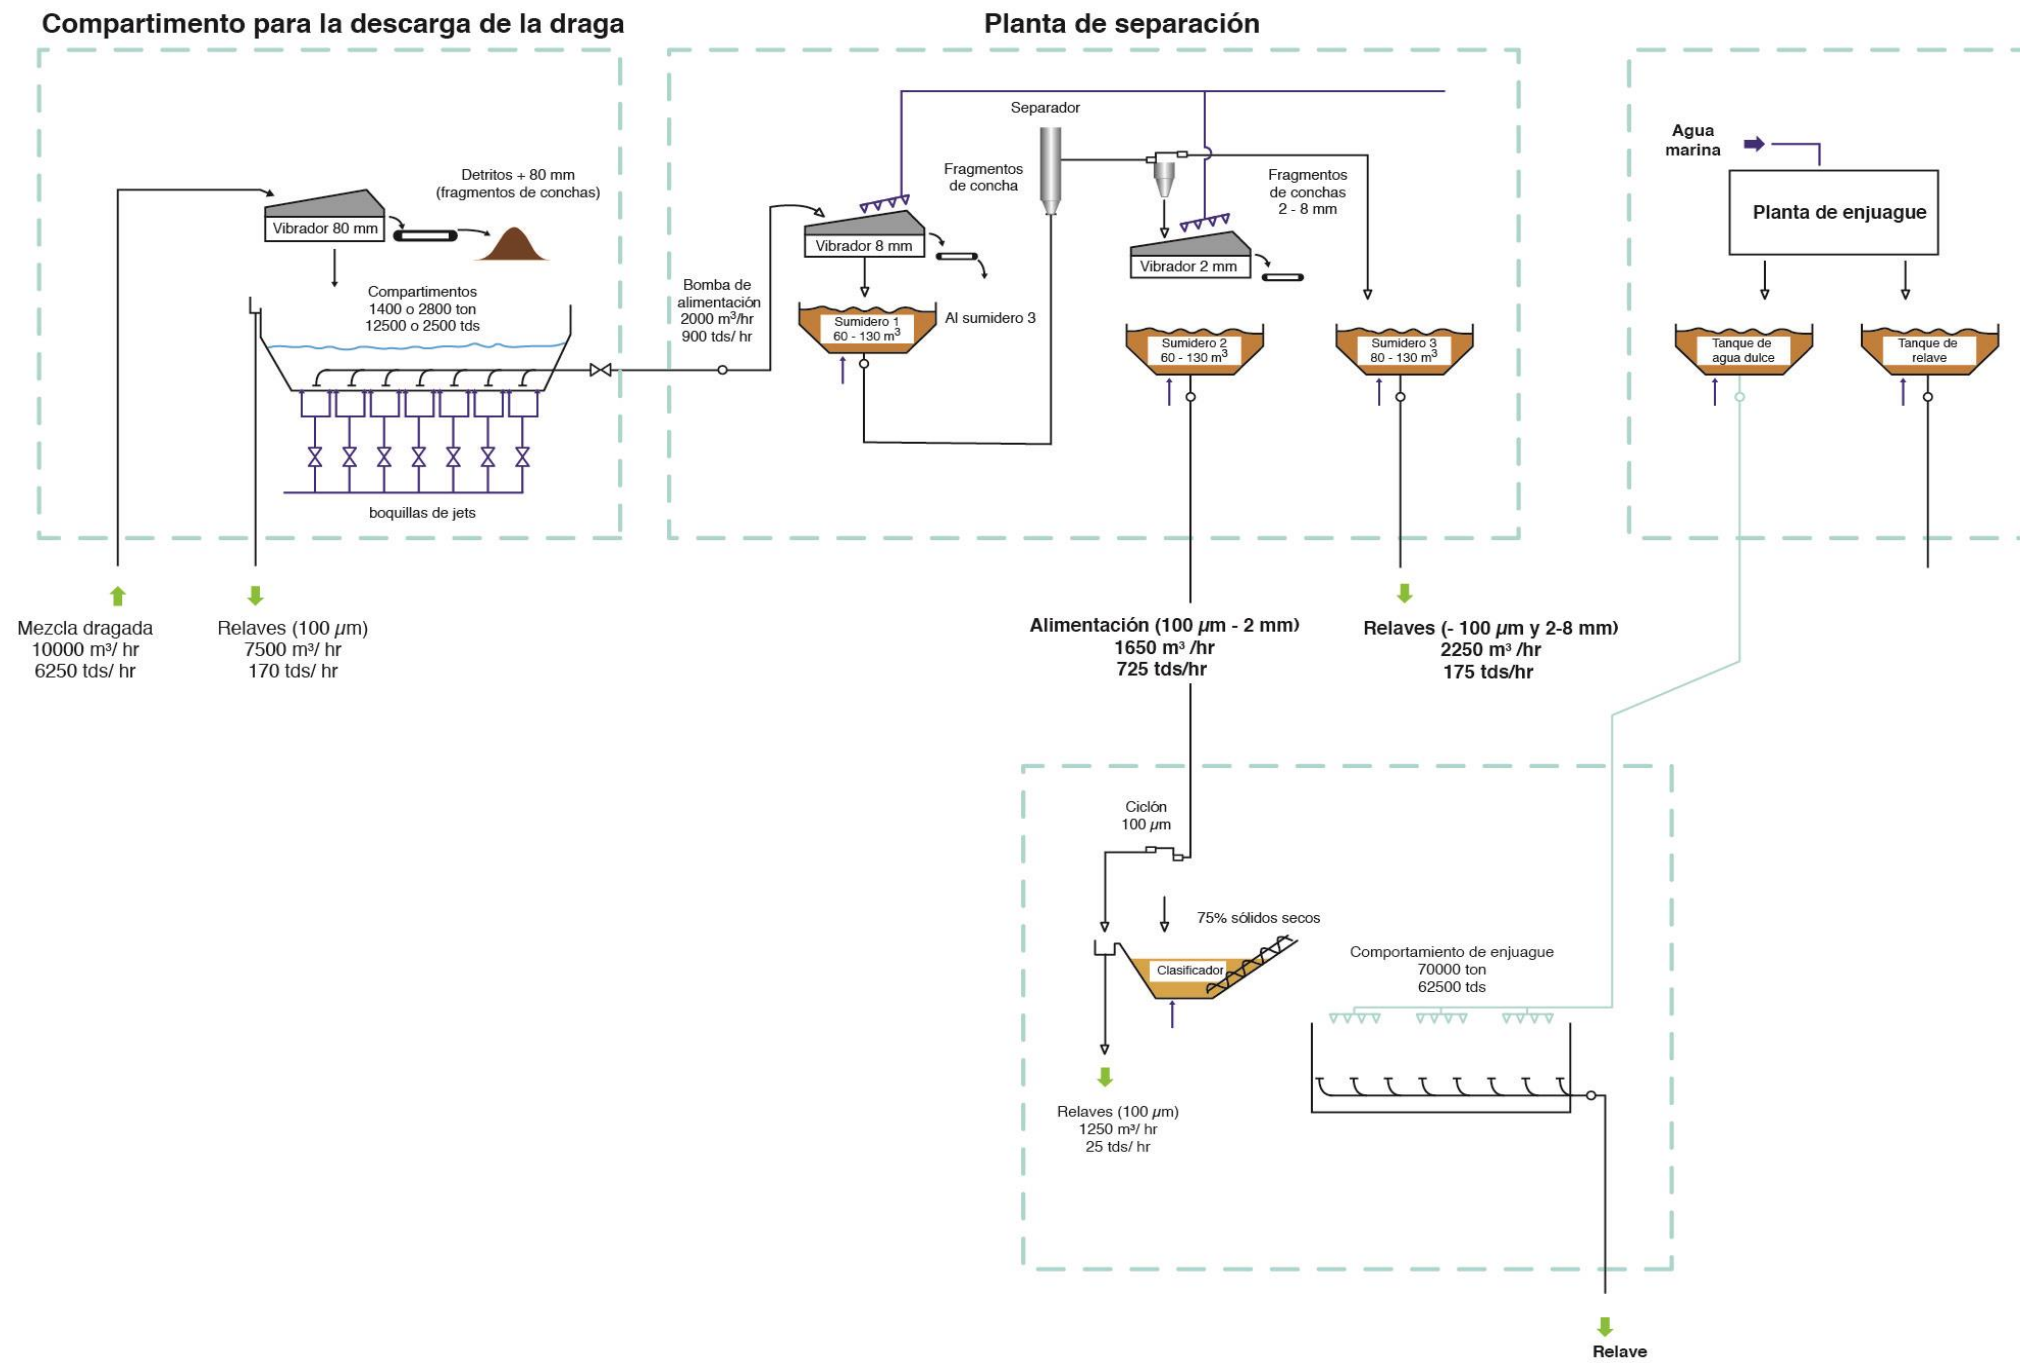 Compartimento para la descarga de la draga
Detritos + 80 mm
(fragmentos de conchas)
Vibrador 80 mm
Compartimentos
1400 o 2800 ton
12500 o 2500 tds
boquillas de jets
Mezcla dragada
10000 m³/ hr
6250 tds/ hr
Relaves (100 µm)
7500 m³/ hr
170 tds/ hr
Planta de separación
Separador
Fragmentos
de concha
Fragmentos
de conchas
2 - 8 mm
Vibrador 8 mm
Vibrador 2 mm
Bomba de
alimentación
2000 m³/hr
900 tds/ hr
Sumidero 1
60 - 130 m³
Al sumidero 3
Sumidero 2
60 - 130 m³
Sumidero 3
80 - 130 m³
Alimentación (100 µm - 2 mm)
1650 m³ /hr
725 tds/hr
Relaves (- 100 µm y 2-8 mm)
2250 m³ /hr
175 tds/hr
Agua
marina
Planta de enjuague
Tanque de
agua dulce
Tanque de
relave
Ciclón
100 µm
75% sólidos secos
Clasificador
Comportamiento de enjuague
70000 ton
62500 tds
Relaves (100 µm)
1250 m³/ hr
25 tds/ hr
Relave